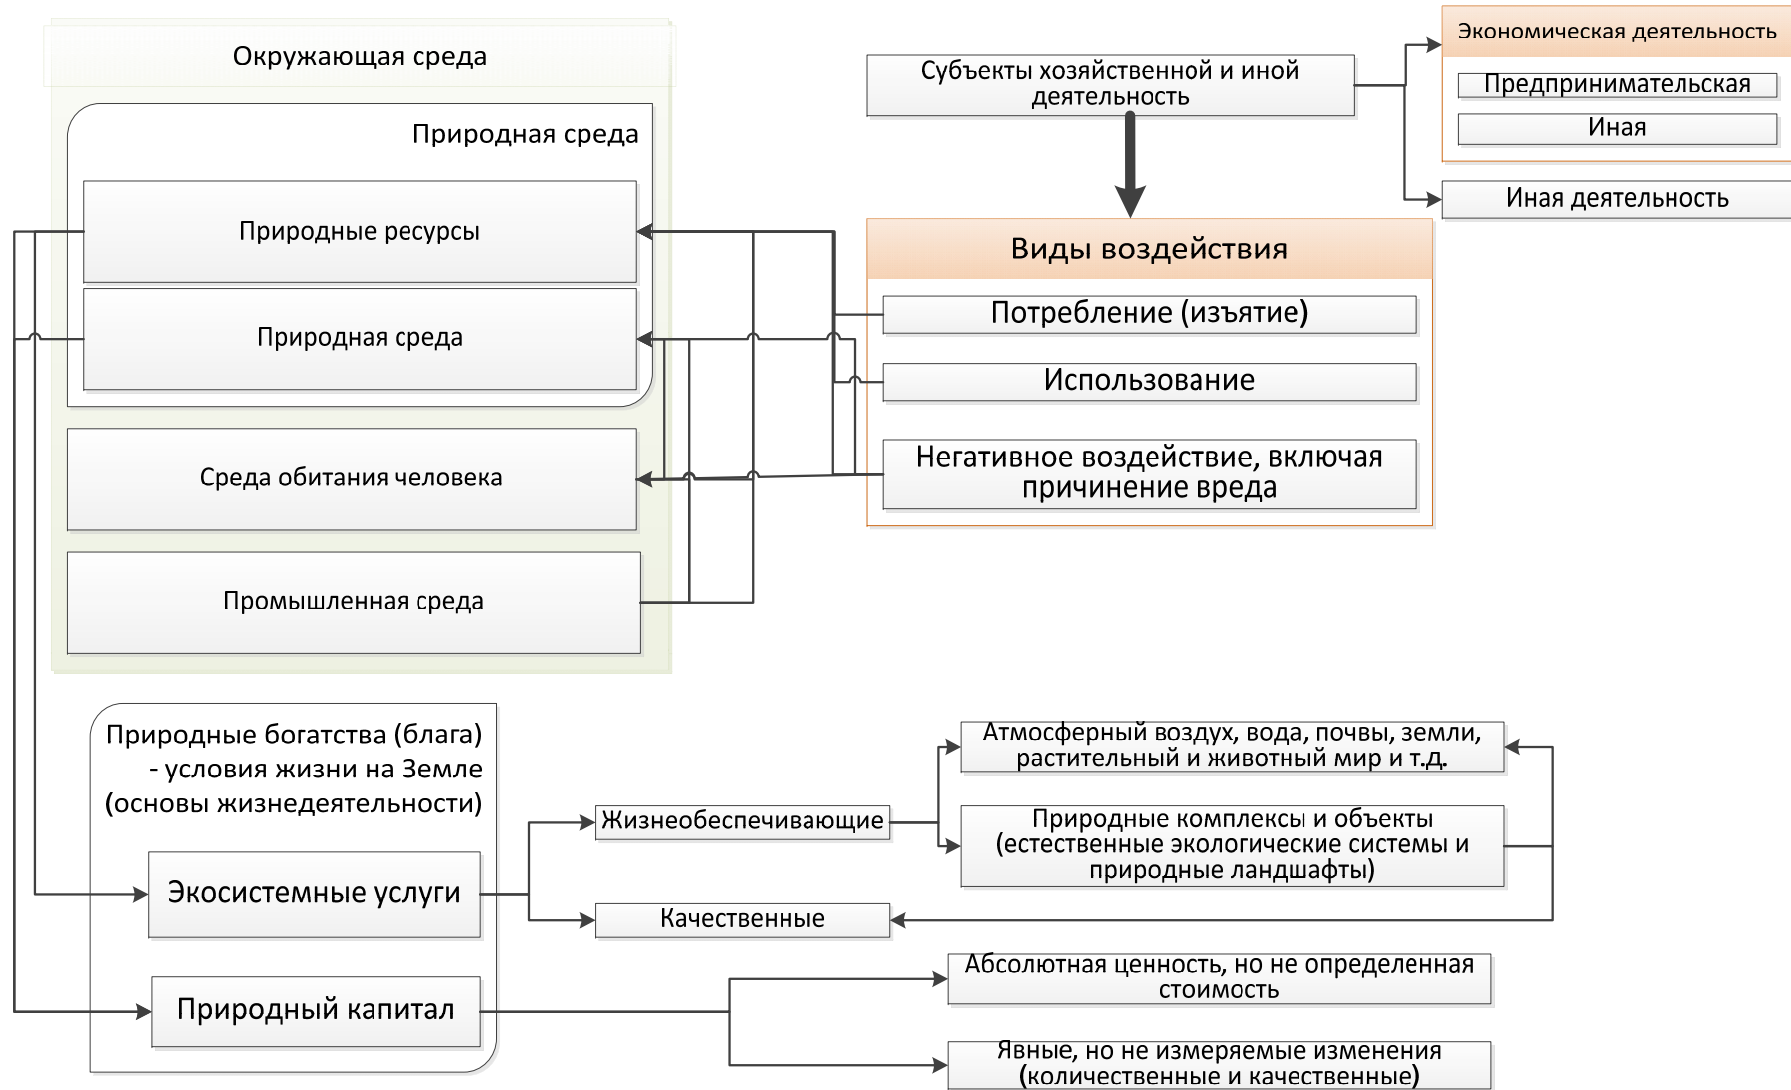 Окружающая среда
Природная среда
Природные ресурсы
Природная среда
Среда обитания человека
Промышленная среда
Субъекты хозяйственной и иной
деятельность
Экономическая деятельность
Предпринимательская
Иная
Иная деятельность
Виды воздействия
Потребление (изъятие)
Использование
Негативное воздействие, включая
причинение вреда
Природные богатства (блага)
- условия жизни на Земле
(основы жизнедеятельности)
Экосистемные услуги
Природный капитал
Жизнеобеспечивающие
Качественные
Атмосферный воздух, вода, почвы, земли,
растительный и животный мир и т.д.
Природные комплексы и объекты
(естественные экологические системы и
природные ландшафты)
Абсолютная ценность, но не определенная
стоимость
Явные, но не измеряемые изменения
(количественные и качественные)